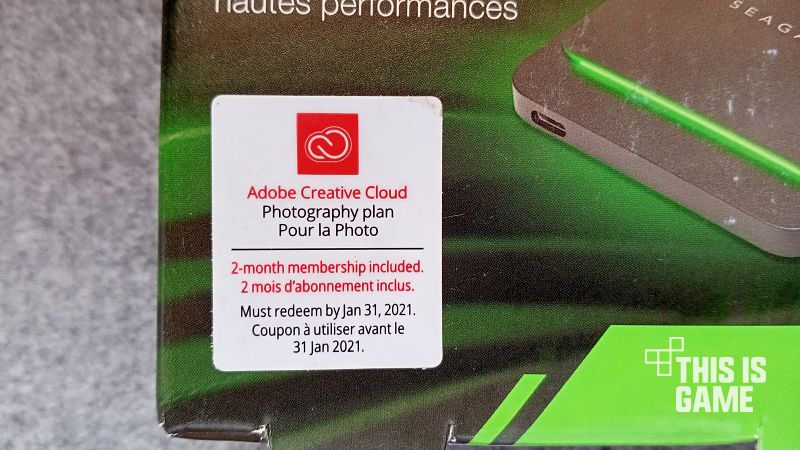 hautes performances
Adobe Creative Cloud
Photography plan
Pour la Photo
2-month membership included.
2 mois d'abonnement inclus.
Must redeem by Jan 31, 2021.
Coupon à utiliser avant le
31 Jan 2021.
THIS IS
GAME